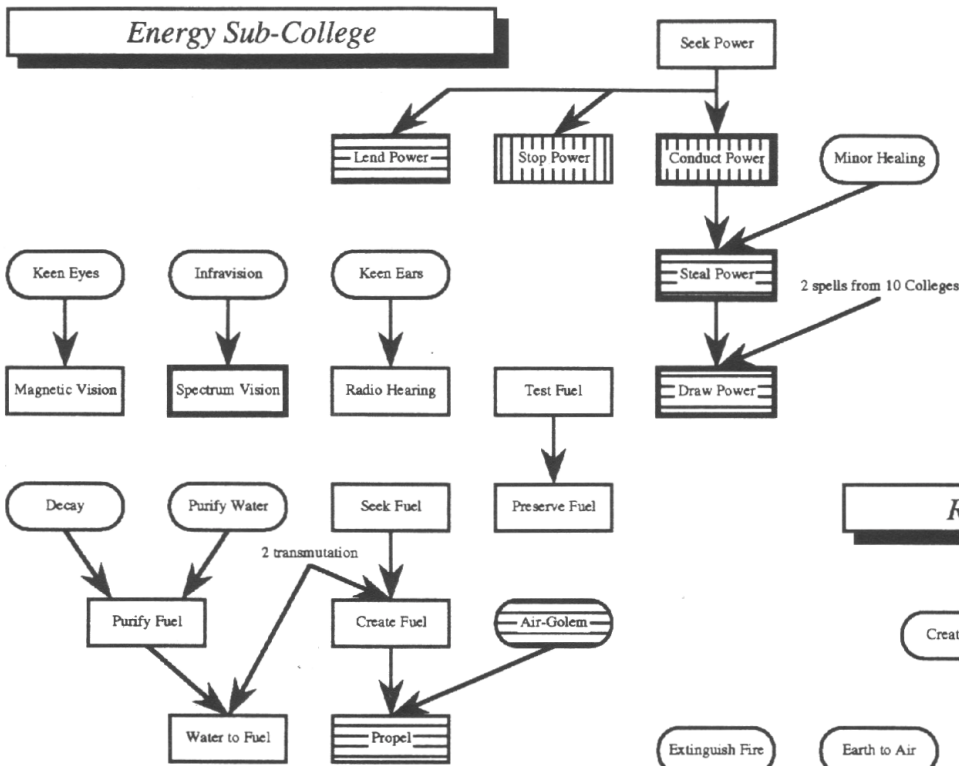 Energy Sub-College
Seek Power
Lend Power
Stop Power
Conduct Power
Minor Healing
Keen Eyes
Infravision
Keen Ears
Steal Power
2 spells from 10 Colleges
Magnetic Vision
Spectrum Vision
Radio Hearing
Test Fuel
Draw Power
Decay
Purify Water
Seek Fuel
Preserve Fuel
R
2 transmutation
Purify Fuel
Create Fuel
Air-Golem
Creat
Water to Fuel
Propel
Extinguish Fire
Earth to Air